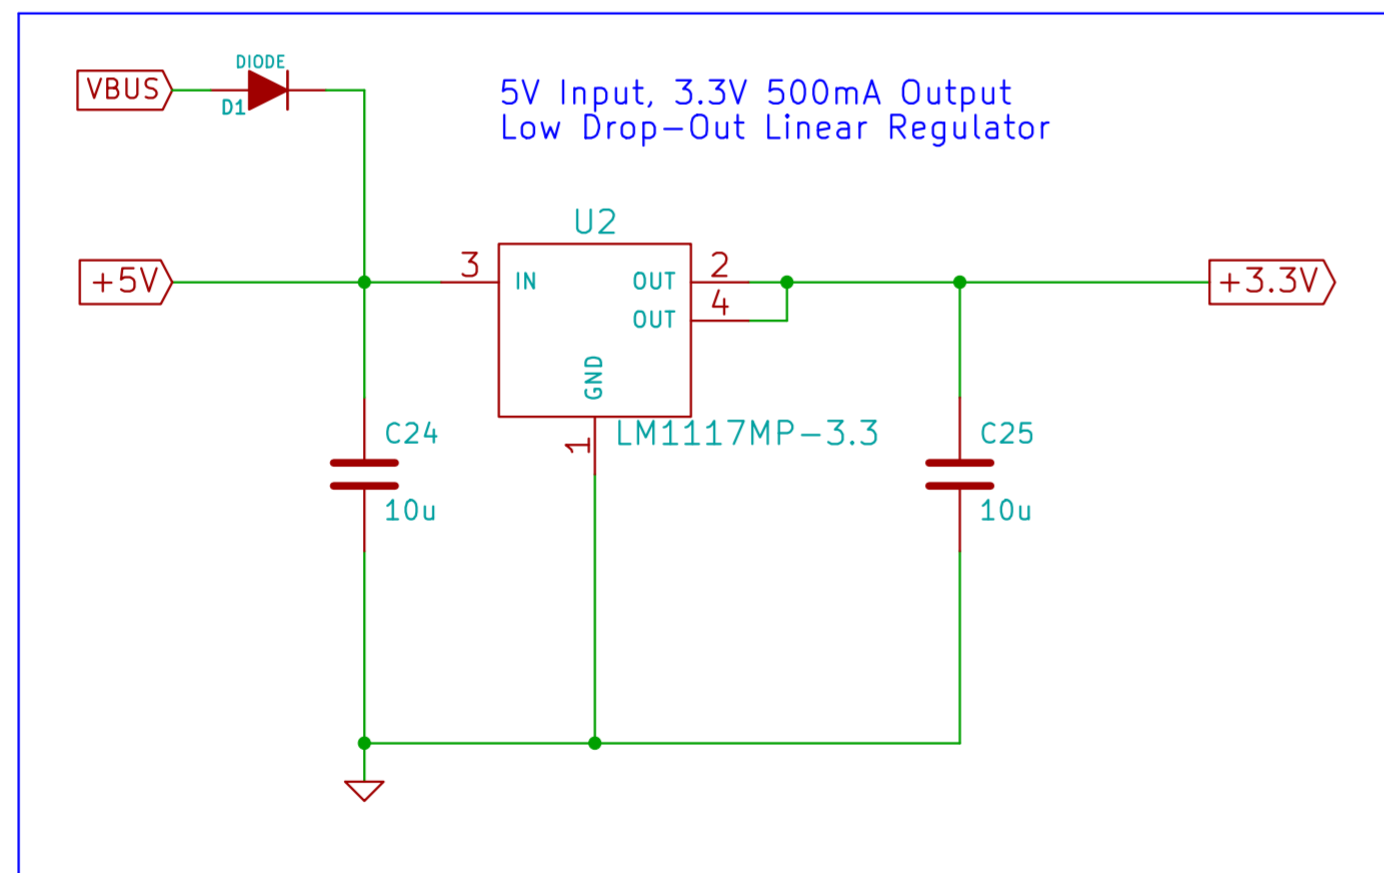 DIODE
VBUS
D1
5V Input, 3.3V 500mA Output
Low Drop-Out Linear Regulator
U2
+5V
3
IN
OUT
2
+3.3V
OUT
4
GND
1
LM1117MP-3.3
C24
10u
C25
10u